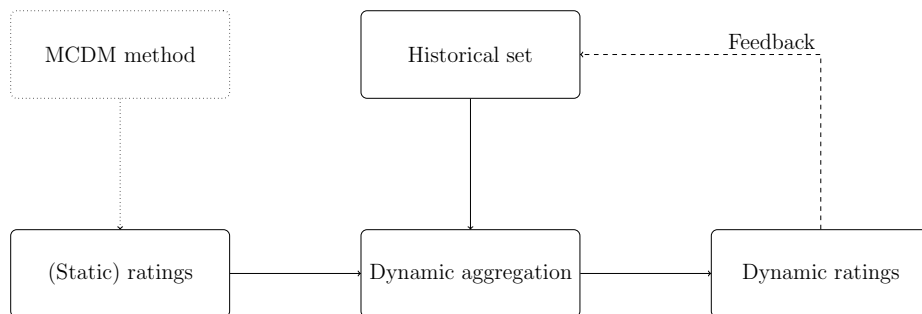 MCDM method
Historical set
Feedback
(Static) ratings
Dynamic aggregation
Dynamic ratings